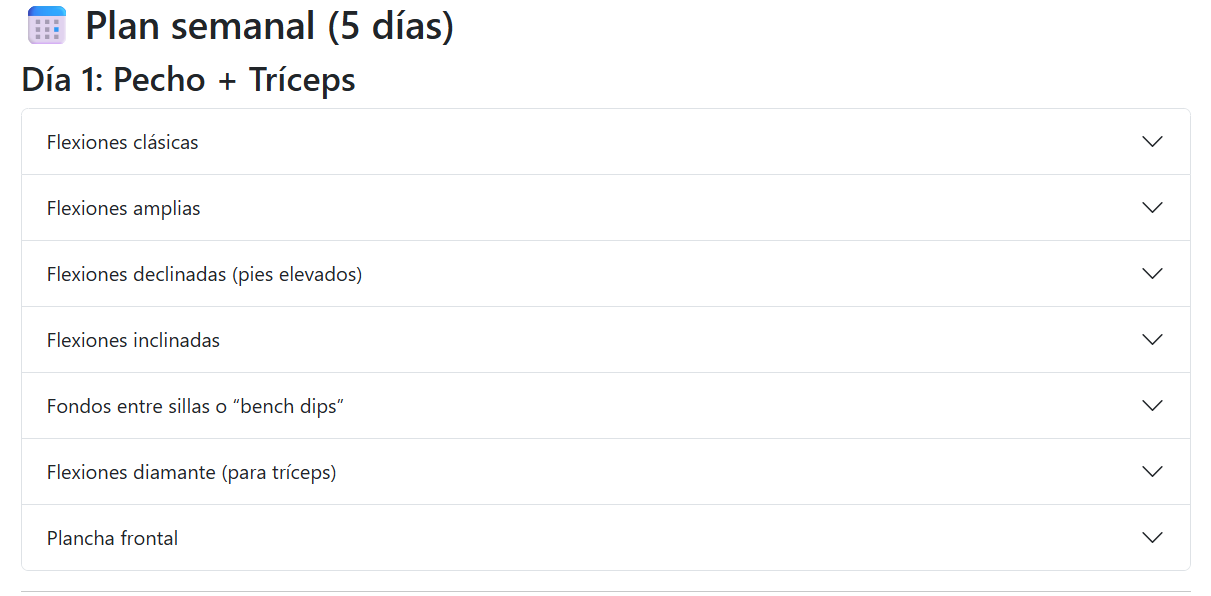 Plan semanal (5 días)
Día 1: Pecho + Tríceps
Flexiones clásicas
Flexiones amplias
Flexiones declinadas (pies elevados)
Flexiones inclinadas
Fondos entre sillas o “bench dips”
Flexiones diamante (para tríceps)
Plancha frontal